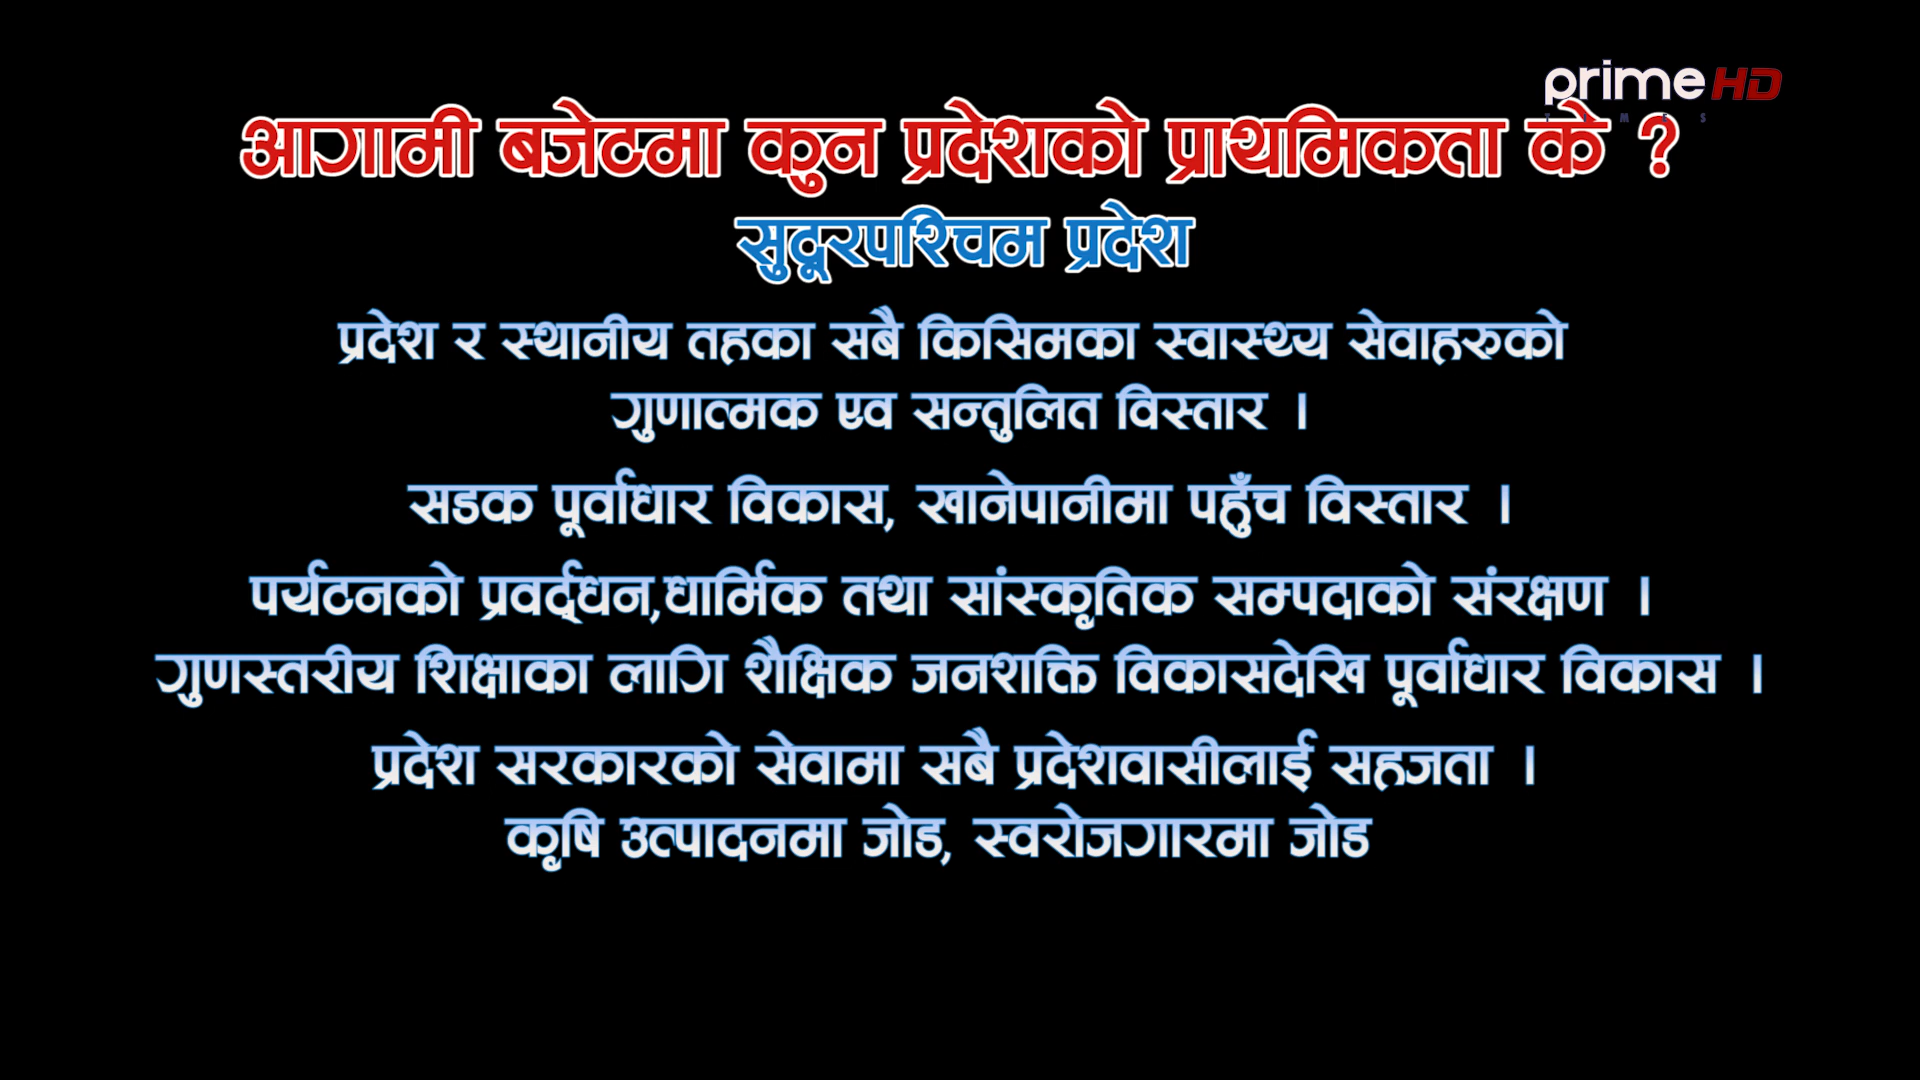 prime HD
TIMES
आगामी बजेटमा कुन प्रदेशको प्राथमिकता के ?
सुदूरपश्चिम प्रदेश
प्रदेश र स्थानीय तहका सबै किसिमका स्वास्थ्य सेवाहरुको
गुणात्मक एव सन्तुलित विस्तार ।
सडक पूर्वाधार विकास, खानेपानीमा पहुँच विस्तार ।
पर्यटनको प्रवर्द्धन,धार्मिक तथा सांस्कृतिक सम्पदाको संरक्षण ।
गुणस्तरीय शिक्षाका लागि शैक्षिक जनशक्ति विकासदेखि पूर्वाधार विकास ।
प्रदेश सरकारको सेवामा सबै प्रदेशवासीलाई सहजता ।
कृषि उत्पादनमा जोड, स्वरोजगारमा जोड